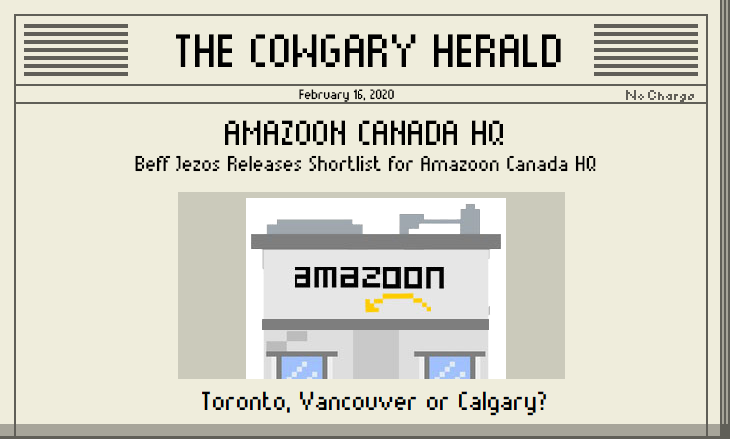 THE COWGARY HERALD
February 16, 2020 No Charge
AMAZOON CANADA HQ
Beff Jezos Releases Shortlist for Amazoon Canada HQ
amazoon
Toronto, Vancouver or Calgary?